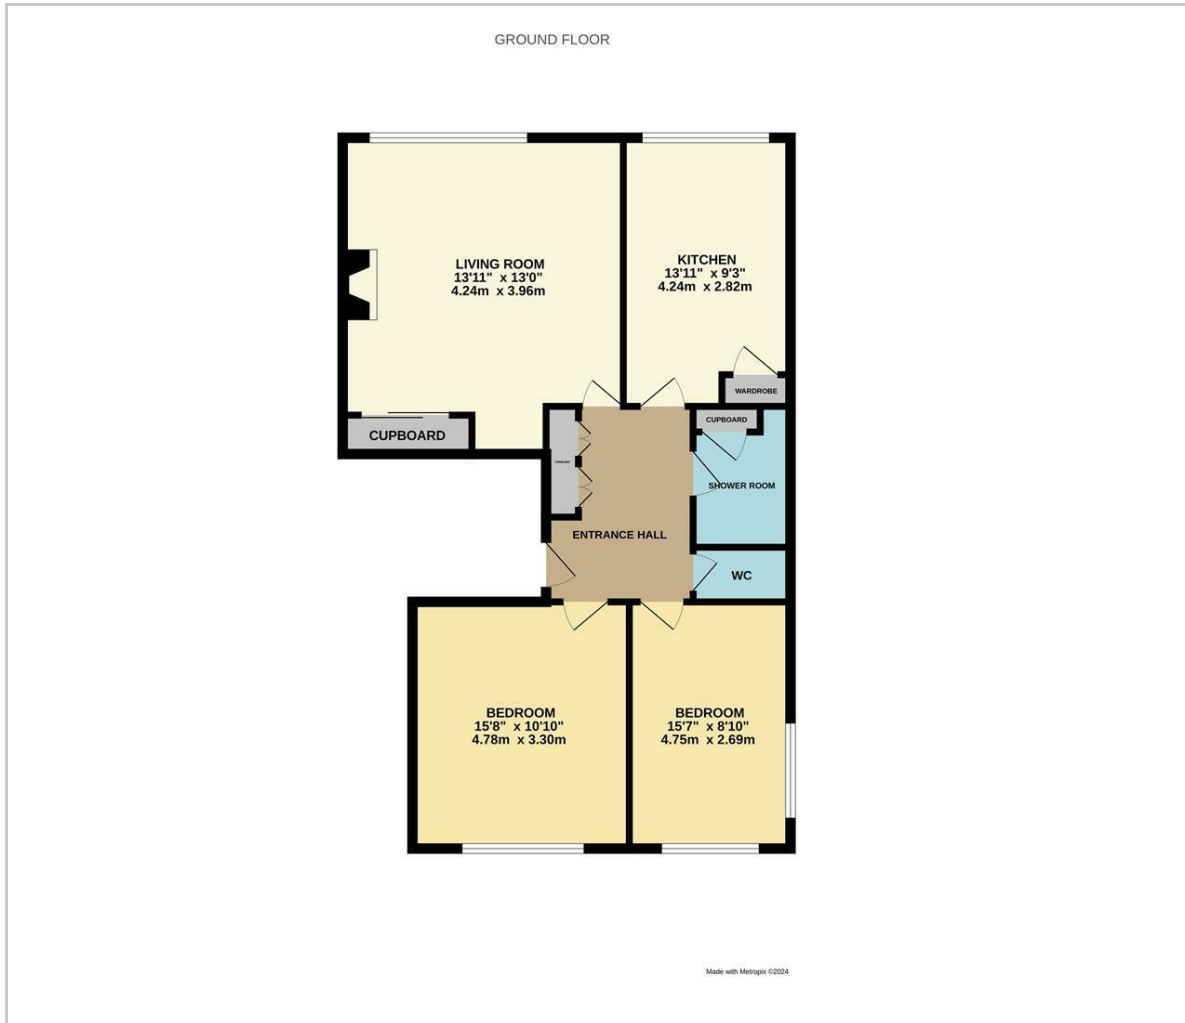 GROUND FLOOR
LIVING ROOM
13'11" x 13'0"
4.24m x 3.96m
KITCHEN
13'11" x 9'3"
4.24m x 2.82m
WARDROBE
CUPBOARD
CUPBOARD
SHOWER ROOM
ENTRANCE HALL
WC
BEDROOM
15'8" x 10'10"
4.78m x 3.30m
BEDROOM
15'7" x 8'10"
4.75m x 2.69m
Made with Metropix ©2024